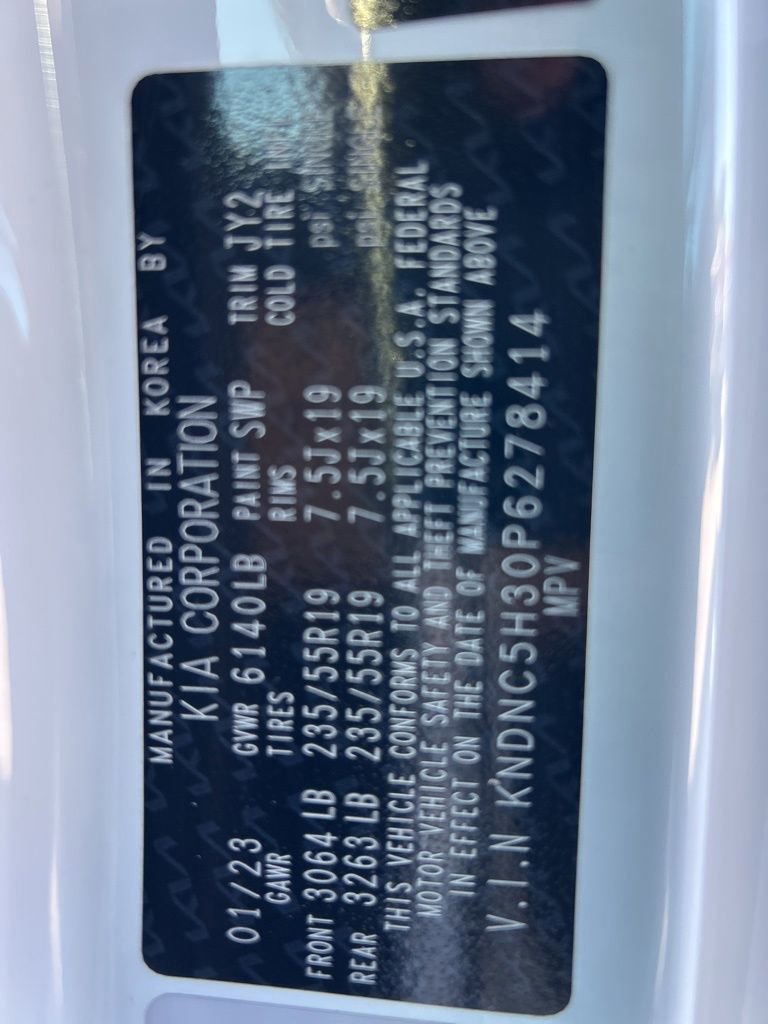 MANUFACTURED IN KOREA BY
KIA CORPORATION
01/23 GVWR 6140LB PAINT SWP TRIM JY2
GAWR TIRES RIMS COLD TIRE
FRONT 3064 LB 235/55R19 7.5Jx19 psi
REAR 3263 LB 235/55R19 7.5Jx19 psi
THIS VEHICLE CONFORMS TO ALL APPLICABLE U.S.A. FEDERAL
MOTOR VEHICLE SAFETY AND THEFT PREVENTION STANDARDS
IN EFFECT ON THE DATE OF MANUFACTURE SHOWN ABOVE
V.I.N KNDNC5H30P6278414
MPV